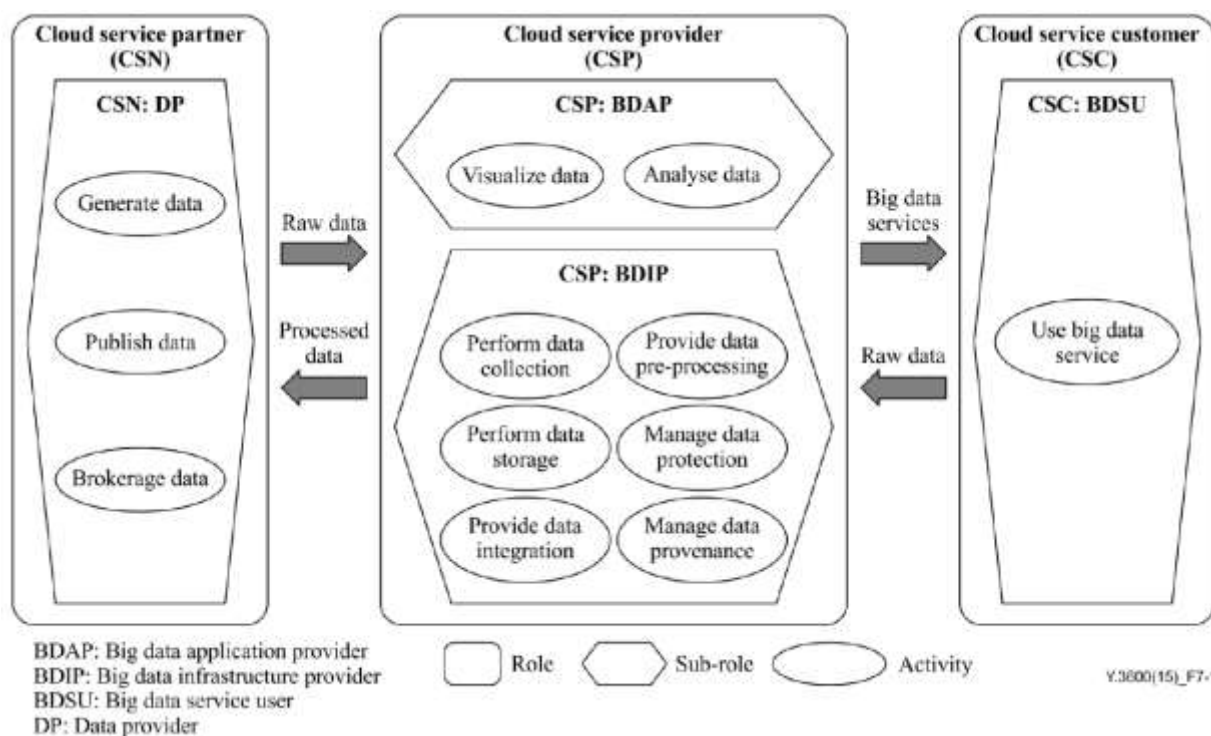 Cloud service partner
(CSN)
CSN: DP
Generate data
Publish data
Brokerage data
Raw data
Processed
data
Cloud service provider
(CSP)
CSP: BDAP
Visualize data
Analyse data
CSP: BDIP
Perform data
collection
Provide data
pre-processing
Perform data
storage
Manage data
protection
Provide data
integration
Manage data
provenance
Big data
services
Raw data
Cloud service customer
(CSC)
CSC: BDSU
Use big data
service
BDAP: Big data application provider
BDIP: Big data infrastructure provider
BDSU: Big data service user
DP: Data provider
Role
Sub-role
Activity
Y.3600(15)_F7-